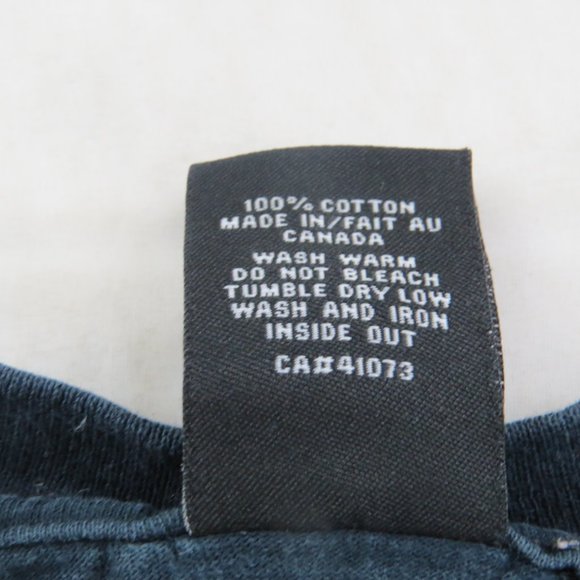 100% COTTON
MADE IN/FAIT AU
CANADA
WASH WARM
DO NOT BLEACH
TUMBLE DRY LOW
WASH AND IRON
INSIDE OUT
CA#41073